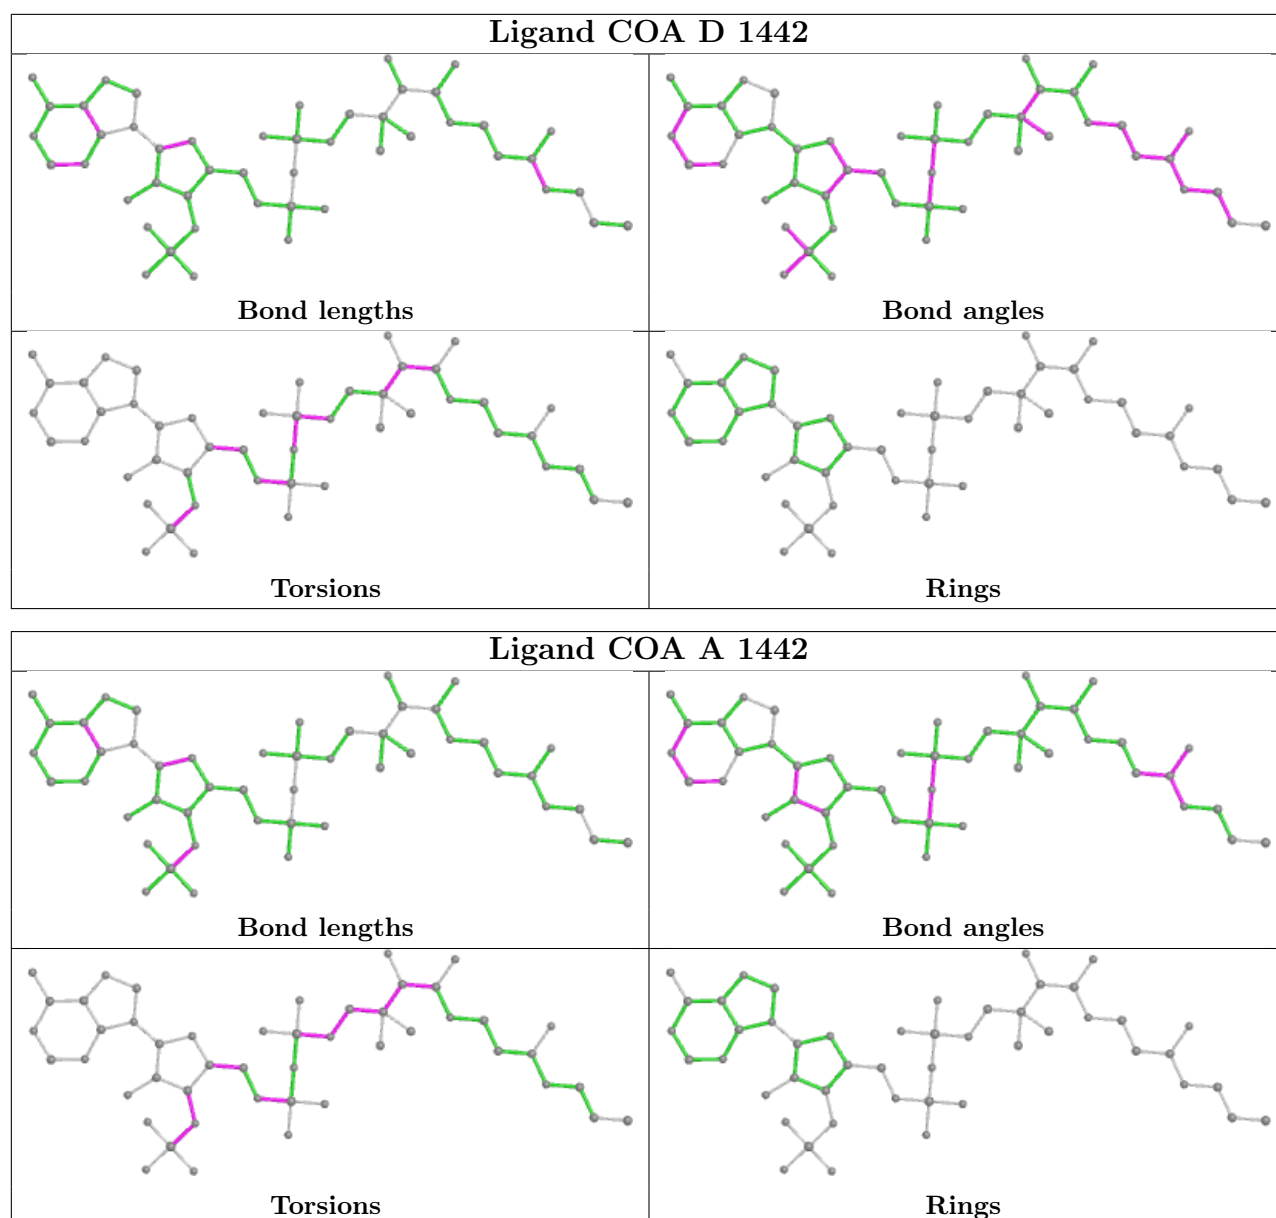 Ligand COA D 1442
Bond lengths
Bond angles
Torsions
Rings
Ligand COA A 1442
Bond lengths
Bond angles
Torsions
Rings